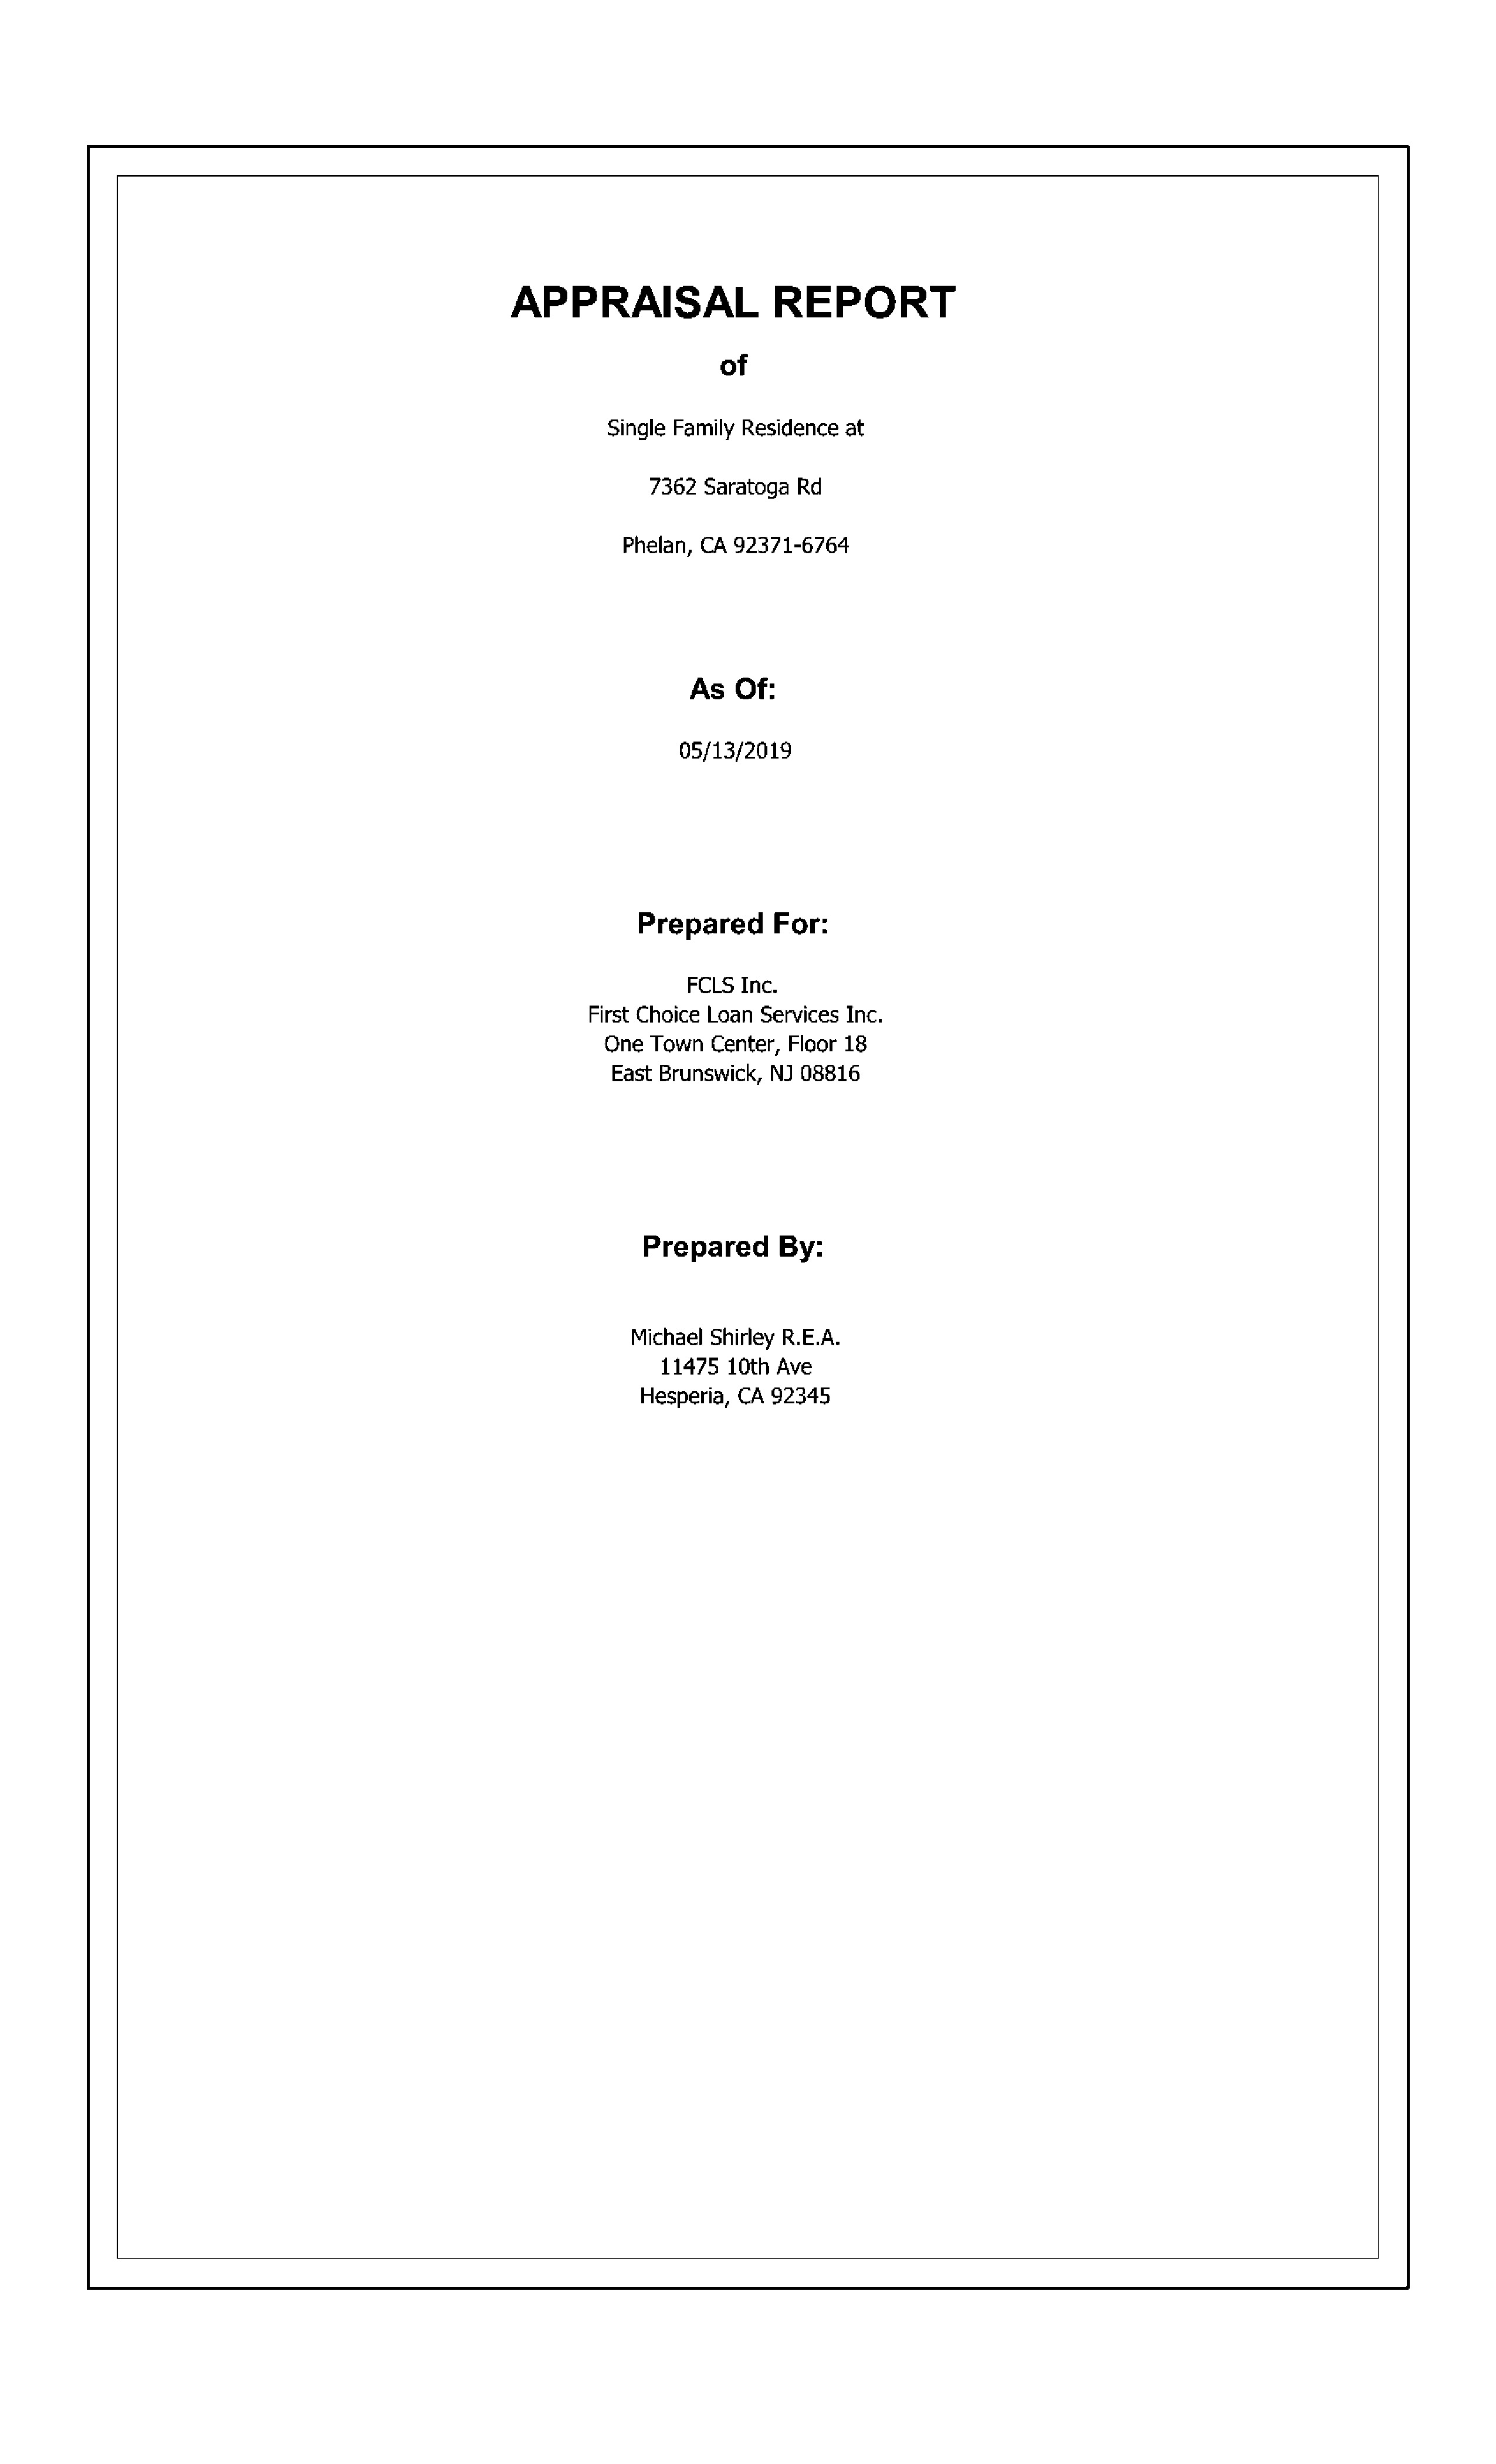 APPRAISAL REPORT
of
Single Family Residence at
7362 Saratoga Rd
Phelan, CA 92371-6764
As Of:
05/13/2019
Prepared For:
FCLS Inc.
First Choice Loan Services Inc.
One Town Center, Floor 18
East Brunswick, NJ 08816
Prepared By:
Michael Shirley R.E.A.
11475 10th Ave
Hesperia, CA 92345